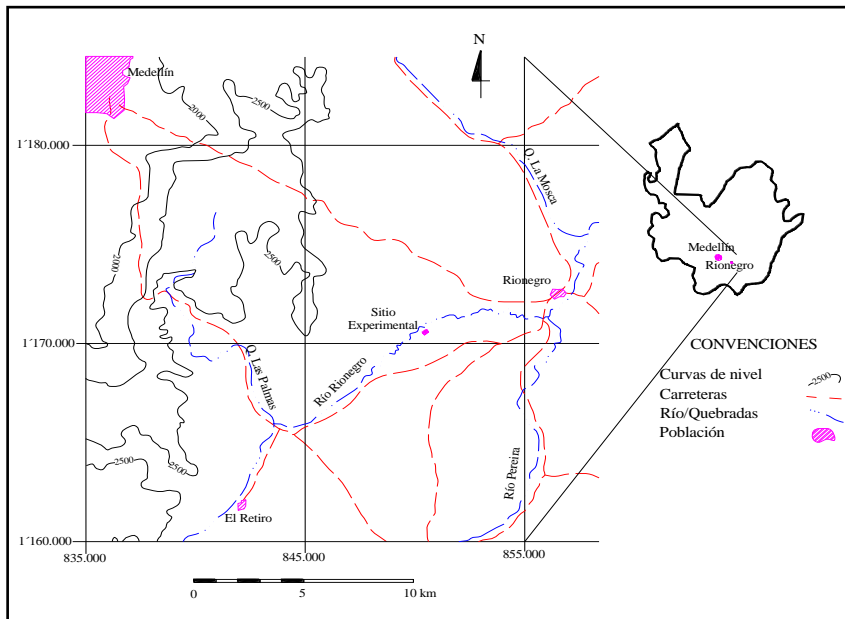 N
Medellín
2000
2500
1´180.000
Q. La Mosca
2000
2500
Medellín
Rionegro
Rionegro
Sitio
Experimental
1´170.000
CONVENCIONES
Q. Las Palmas
Río Rionegro
Curvas de nivel
2500
Carreteras
Río/Quebradas
Población
2500
2500
Río Pereira
El Retiro
1´160.000
835.000
845.000
855.000
0
5
10 km